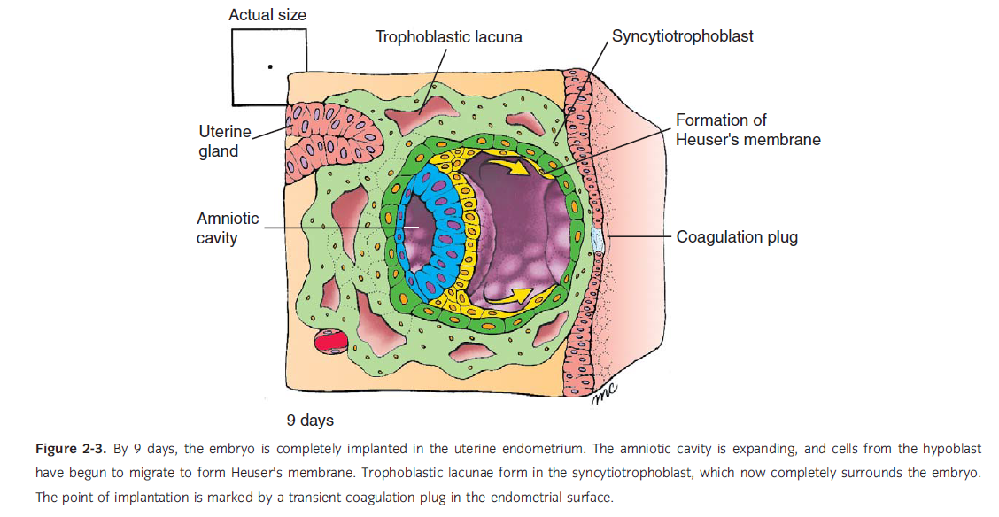 Actual size
Trophoblastic lacuna
Syncytiotrophoblast
Uterine
gland
Formation of
Heuser's membrane
Amniotic
cavity
Coagulation plug
mc
9 days
Figure 2-3. By 9 days, the embryo is completely implanted in the uterine endometrium. The amniotic cavity is expanding, and cells from the hypoblast
have begun to migrate to form Heuser's membrane. Trophoblastic lacunae form in the syncytiotrophoblast, which now completely surrounds the embryo.
The point of implantation is marked by a transient coagulation plug in the endometrial surface.